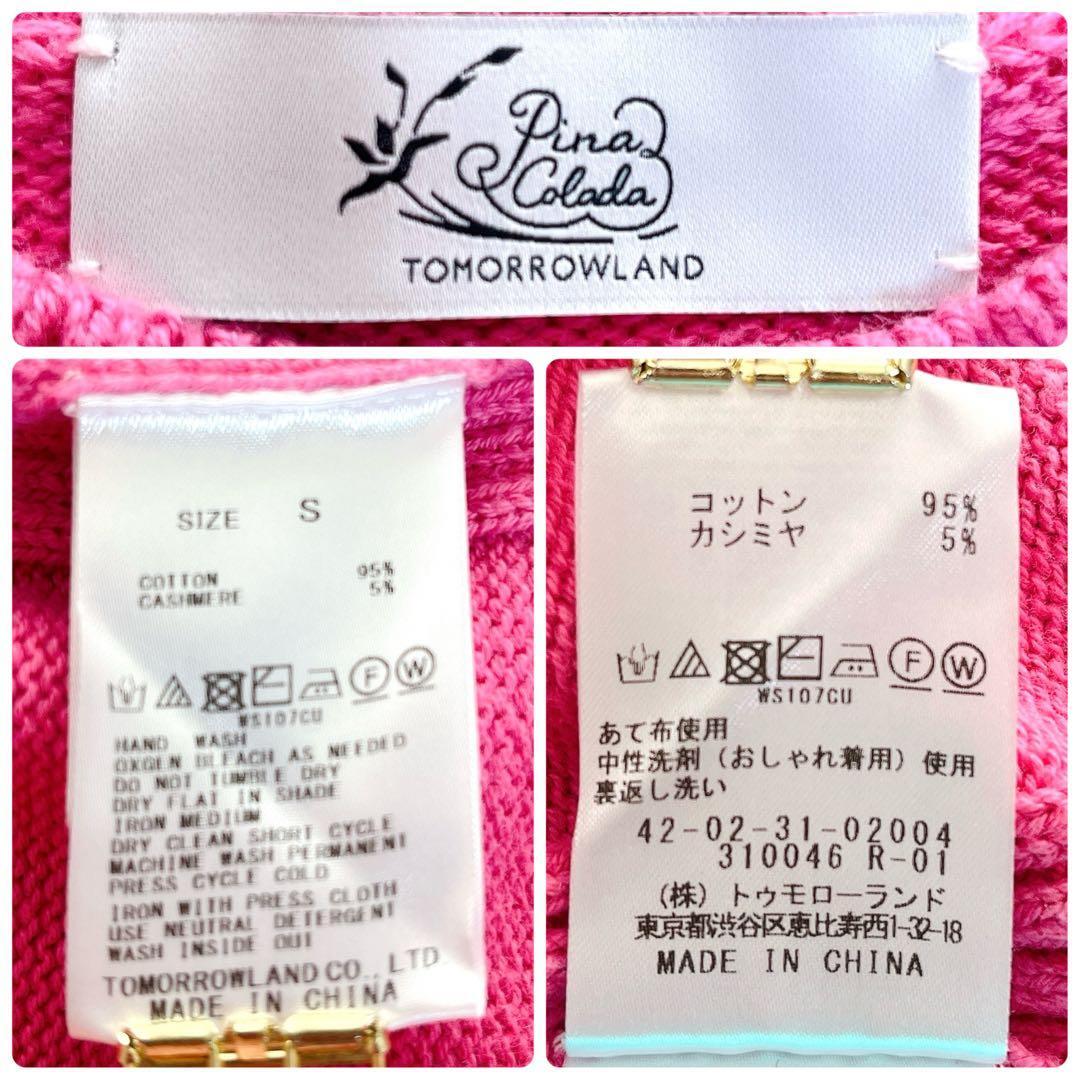 Pina
Colada
TOMORROWLAND
SIZE S
COTTON 95%
CASHMERE 5%
WS107CU
HAND WASH
OXGEN BLEACH AS NEEDED
DO NOT TUMBLE DRY
DRY FLAT IN SHADE
IRON MEDIUM
DRY CLEAN SHORT CYCLE
MACHINE WASH PERMANENT
PRESS CYCLE COLD
IRON WITH PRESS CLOTH
USE NEUTRAL DETERGENT
WASH INSIDE OUT
TOMORROWLAND CO., LTD
MADE IN CHINA
コットン 95%
カシミヤ 5%
F W
WS107CU
あて布使用
中性洗剤（おしゃれ着用）使用
裏返し洗い
42-02-31-02004
310046 R-01
（株）トゥモローランド
東京都渋谷区恵比寿西1-32-18
MADE IN CHINA